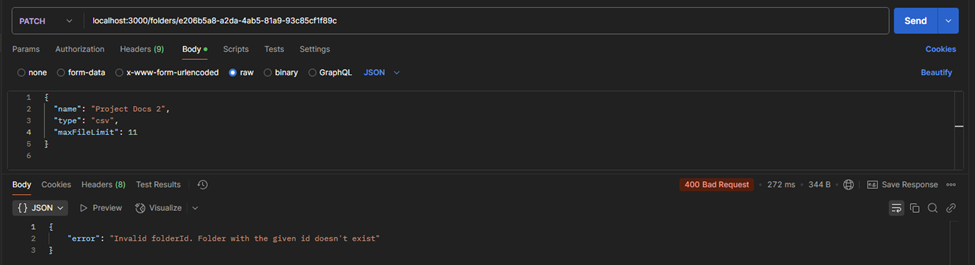 PATCH localhost:3000/folders/e206b5a8-a2da-4ab5-81a9-93c85cf1f89c Send
Params Authorization Headers (9) Body Scripts Tests Settings Cookies
none form-data x-www-form-urlencoded raw binary GraphQL JSON Beautify
1 {
2 "name": "Project Docs 2",
3 "type": "csv",
4 "maxFileLimit": 11
5 }
6
Body Cookies Headers (8) Test Results 400 Bad Request • 272 ms • 344 B Save Response
{} JSON Preview Visualize
1 {
2 "error": "Invalid folderId. Folder with the given id doesn't exist"
3 }